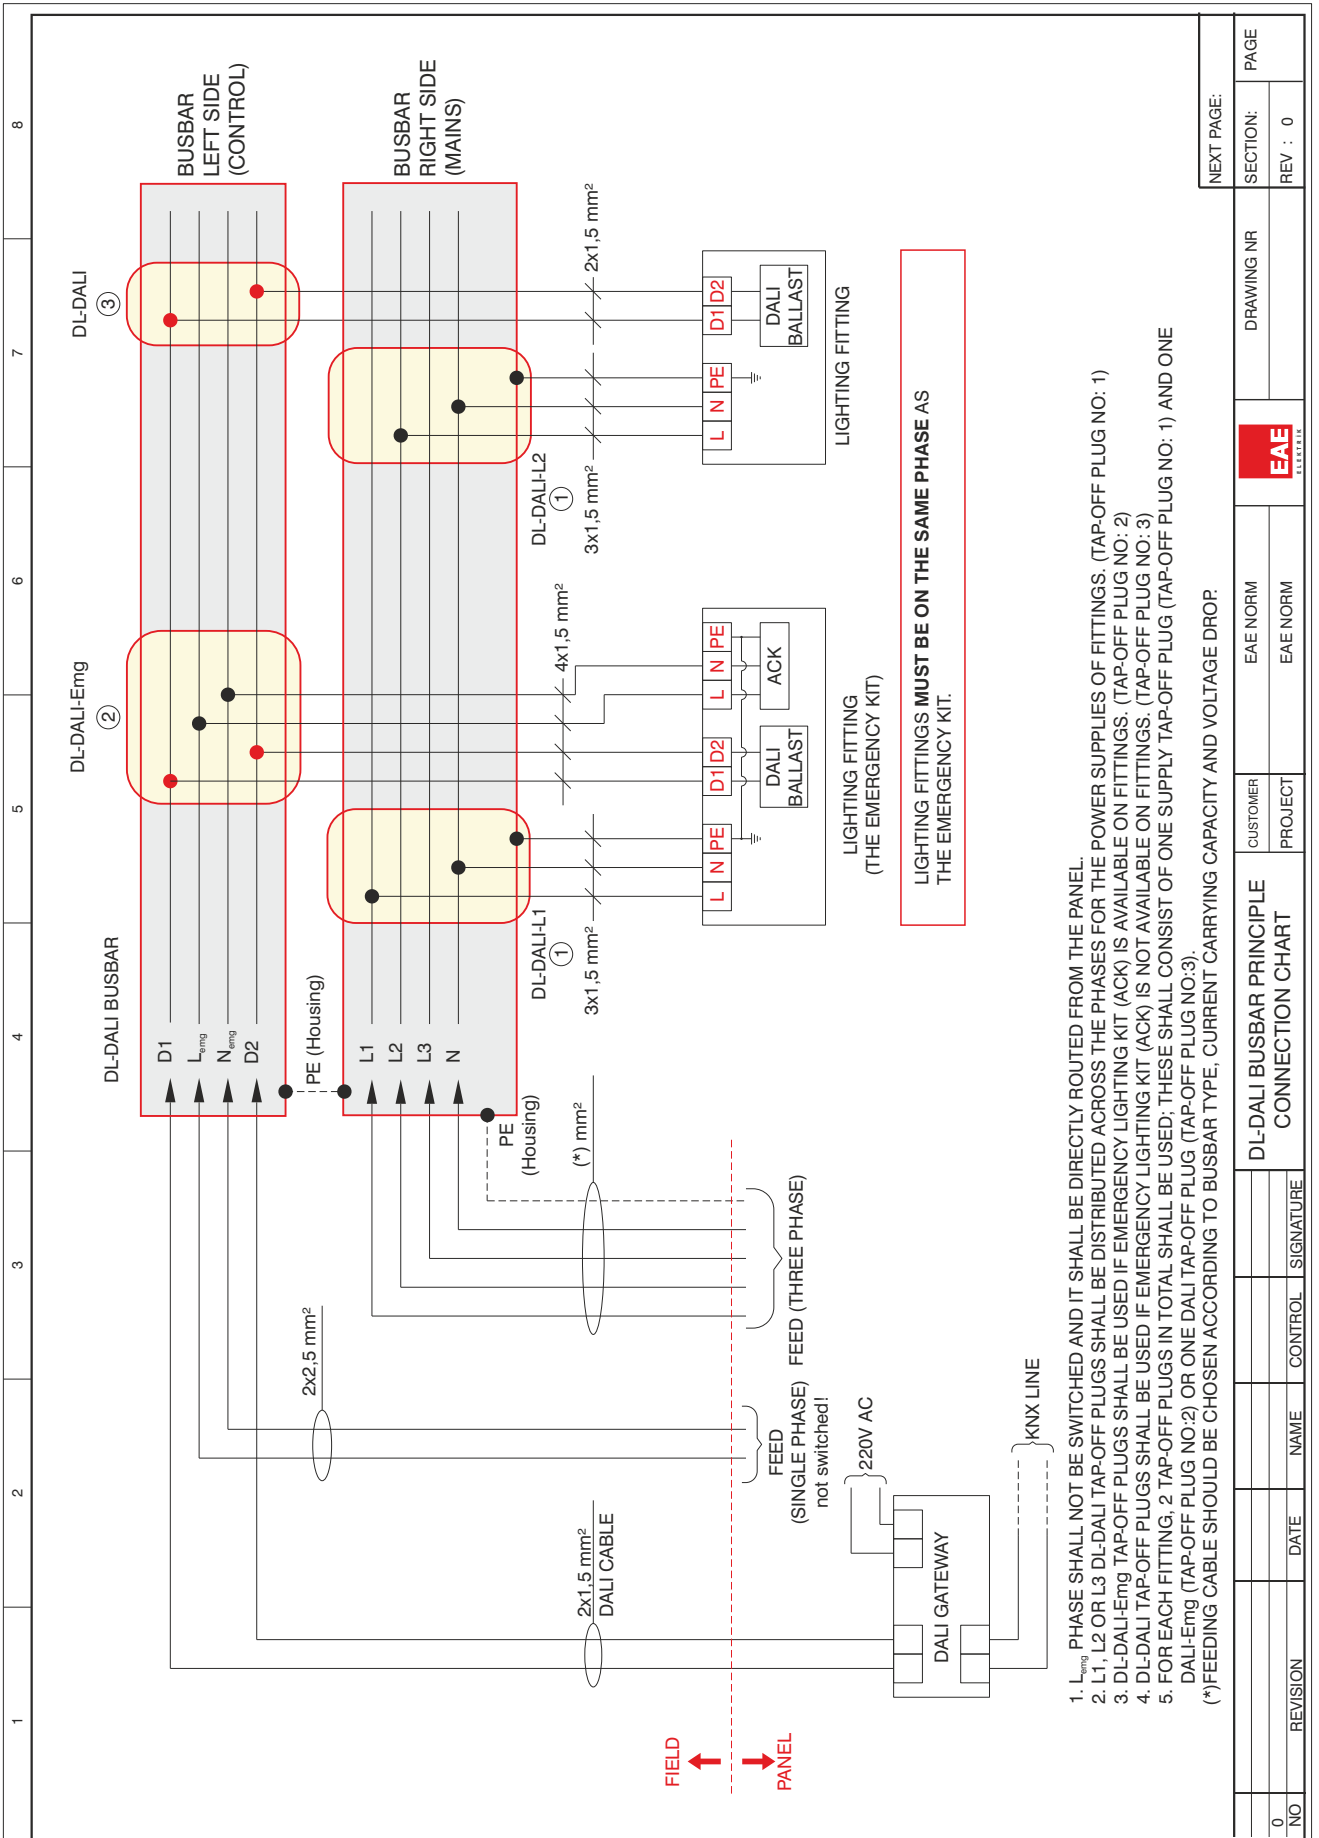 1
2
3
4
5
6
7
8
DL-DALI BUSBAR
DL-DALI-Emg
2
DL-DALI
3
BUSBAR
LEFT SIDE
(CONTROL)
D1
Lemg
Nemg
D2
PE (Housing)
BUSBAR
RIGHT SIDE
(MAINS)
L1
L2
L3
N
PE
(Housing)
2x2,5 mm²
(*) mm²
DL-DALI-L1
1
3x1,5 mm²
4x1,5 mm²
DL-DALI-L2
1
3x1,5 mm²
2x1,5 mm²
2x1,5 mm²
DALI CABLE
FIELD
PANEL
FEED
(SINGLE PHASE)
not switched!
FEED (THREE PHASE)
220V AC
DALI GATEWAY
KNX LINE
L N PE D1 D2 L N PE
DALI
BALLAST
ACK
LIGHTING FITTING
(THE EMERGENCY KIT)
L N PE D1 D2
DALI
BALLAST
LIGHTING FITTING
LIGHTING FITTINGS MUST BE ON THE SAME PHASE AS
THE EMERGENCY KIT.
1. Lemg PHASE SHALL NOT BE SWITCHED AND IT SHALL BE DIRECTLY ROUTED FROM THE PANEL.
2. L1, L2 OR L3 DL-DALI TAP-OFF PLUGS SHALL BE DISTRIBUTED ACROSS THE PHASES FOR THE POWER SUPPLIES OF FITTINGS. (TAP-OFF PLUG NO: 1)
3. DL-DALI-Emg TAP-OFF PLUGS SHALL BE USED IF EMERGENCY LIGHTING KIT (ACK) IS AVAILABLE ON FITTINGS. (TAP-OFF PLUG NO: 2)
4. DL-DALI TAP-OFF PLUGS SHALL BE USED IF EMERGENCY LIGHTING KIT (ACK) IS NOT AVAILABLE ON FITTINGS. (TAP-OFF PLUG NO: 3)
5. FOR EACH FITTING, 2 TAP-OFF PLUGS IN TOTAL SHALL BE USED; THESE SHALL CONSIST OF ONE SUPPLY TAP-OFF PLUG (TAP-OFF PLUG NO: 1) AND ONE
DALI-Emg (TAP-OFF PLUG NO:2) OR ONE DALI TAP-OFF PLUG (TAP-OFF PLUG NO:3).
(*)FEEDING CABLE SHOULD BE CHOSEN ACCORDING TO BUSBAR TYPE, CURRENT CARRYING CAPACITY AND VOLTAGE DROP.
NEXT PAGE:
0
NO
REVISION
DATE
NAME
CONTROL
SIGNATURE
DL-DALI BUSBAR PRINCIPLE
CONNECTION CHART
CUSTOMER
EAE NORM
PROJECT
EAE NORM
EAE
ELEKTRIK
DRAWING NR
SECTION:
REV : 0
PAGE